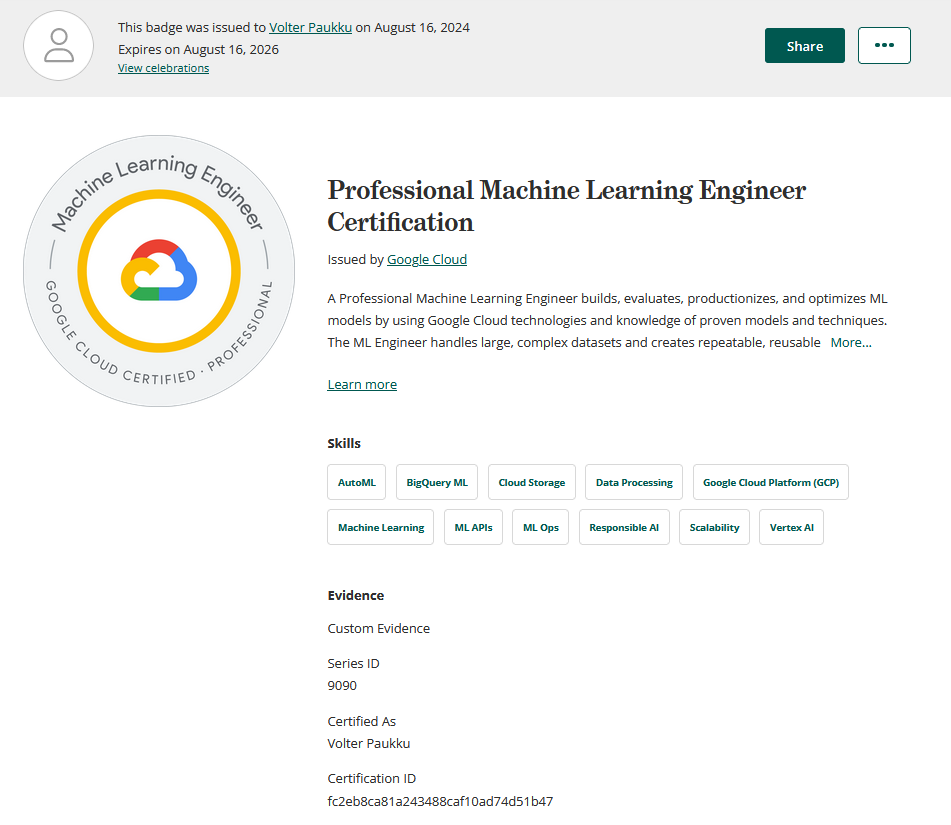 This badge was issued to Volter Paukku on August 16, 2024
Expires on August 16, 2026
View celebrations
Share
Machine Learning Engineer
GOOGLE CLOUD CERTIFIED · PROFESSIONAL
Professional Machine Learning Engineer
Certification
Issued by Google Cloud
A Professional Machine Learning Engineer builds, evaluates, productionizes, and optimizes ML
models by using Google Cloud technologies and knowledge of proven models and techniques.
The ML Engineer handles large, complex datasets and creates repeatable, reusable More...
Learn more
Skills
AutoML BigQuery ML Cloud Storage Data Processing Google Cloud Platform (GCP)
Machine Learning ML APIs ML Ops Responsible AI Scalability Vertex AI
Evidence
Custom Evidence
Series ID
9090
Certified As
Volter Paukku
Certification ID
fc2eb8ca81a243488caf10ad74d51b47